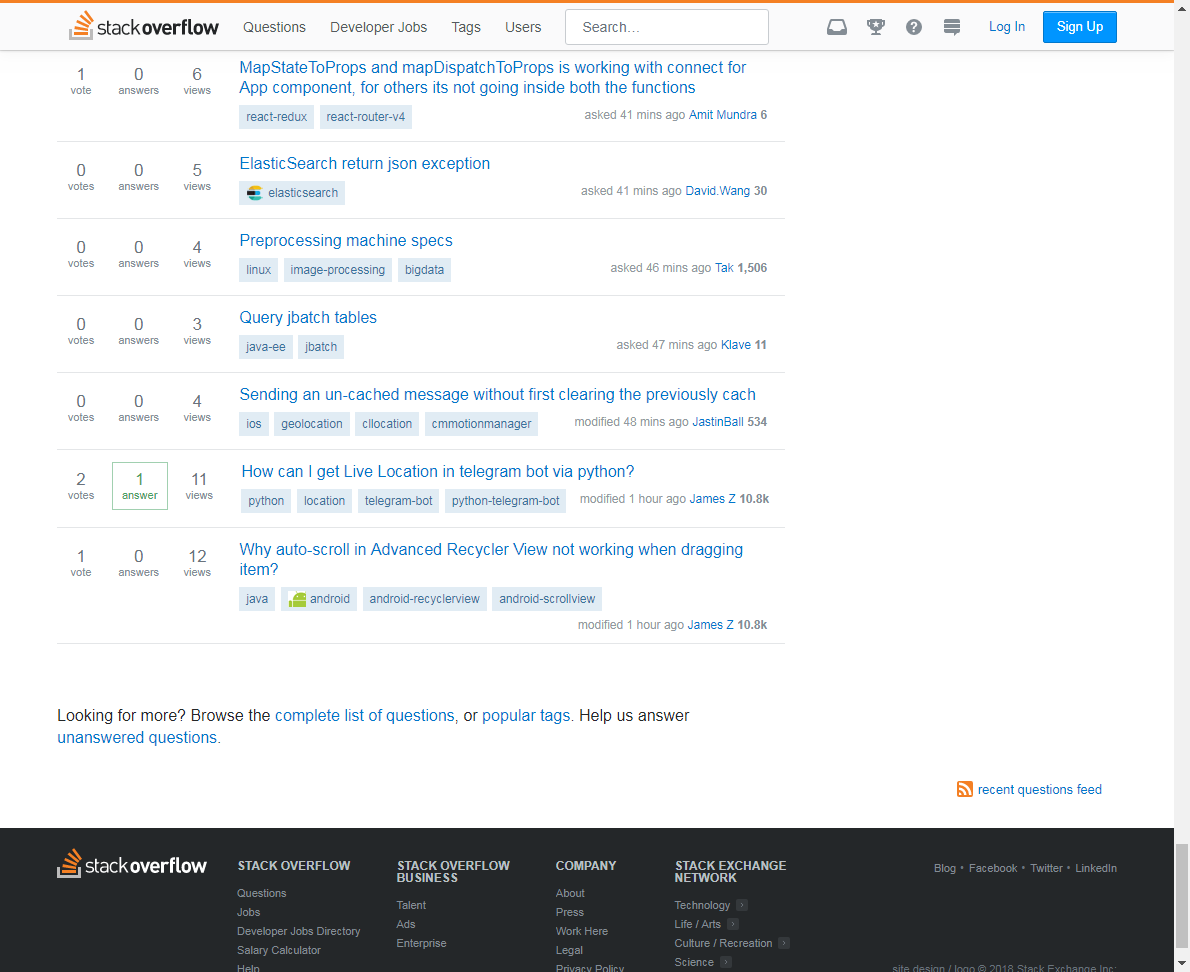 stackoverflow Questions Developer Jobs Tags Users Search... Log In Sign Up
1 0 6 MapStateToProps and mapDispatchToProps is working with connect for
vote answers views App component, for others its not going inside both the functions
react-redux react-router-v4 asked 41 mins ago Amit Mundra 6
0 0 5 ElasticSearch return json exception
votes answers views elasticsearch asked 41 mins ago David.Wang 30
0 0 4 Preprocessing machine specs
votes answers views linux image-processing bigdata asked 46 mins ago Tak 1,506
0 0 3 Query jbatch tables
votes answers views java-ee jbatch asked 47 mins ago Klave 11
0 0 4 Sending an un-cached message without first clearing the previously cach
votes answers views ios geolocation cllocation cmmotionmanager modified 48 mins ago JastinBall 534
2 1 11 How can I get Live Location in telegram bot via python?
votes answer views python location telegram-bot python-telegram-bot modified 1 hour ago James Z 10.8k
1 0 12 Why auto-scroll in Advanced Recycler View not working when dragging
vote answers views item?
java android android-recyclerview android-scrollview
modified 1 hour ago James Z 10.8k
Looking for more? Browse the complete list of questions, or popular tags. Help us answer
unanswered questions.
recent questions feed
stackoverflow
STACK OVERFLOW
Questions
Jobs
Developer Jobs Directory
Salary Calculator
Help
STACK OVERFLOW
BUSINESS
Talent
Ads
Enterprise
COMPANY
About
Press
Work Here
Legal
Privacy Policy
STACK EXCHANGE
NETWORK
Technology
Life / Arts
Culture / Recreation
Science
Blog • Facebook • Twitter • LinkedIn
site design / logo © 2018 Stack Exchange Inc;